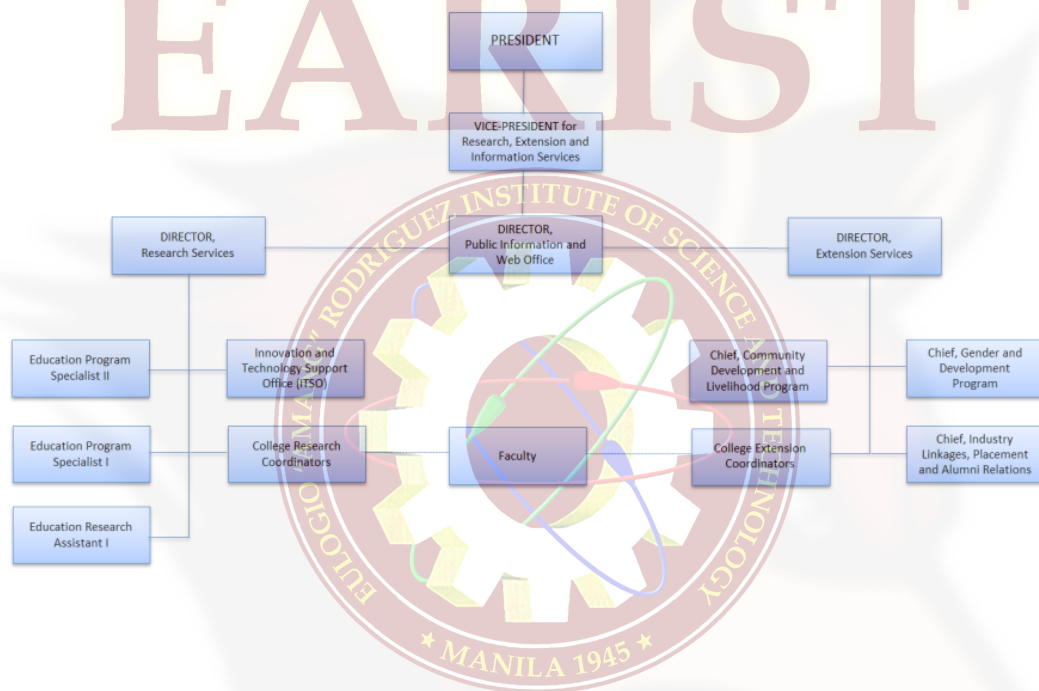 EARIST
PRESIDENT
VICE-PRESIDENT for
Research, Extension and
Information Services
DIRECTOR,
Research Services
DIRECTOR,
Public Information and
Web Office
DIRECTOR,
Extension Services
Education Program
Specialist II
Innovation and
Technology Support
Office (ITSO)
Chief, Community
Development and
Livelihood Program
Chief, Gender and
Development
Program
Education Program
Specialist I
College Research
Coordinators
Faculty
College Extension
Coordinators
Chief, Industry
Linkages, Placement
and Alumni Relations
Education Research
Assistant I
EULOGIO "AMANG" RODRIGUEZ INSTITUTE OF SCIENCE AND TECHNOLOGY
★ MANILA 1945 ★